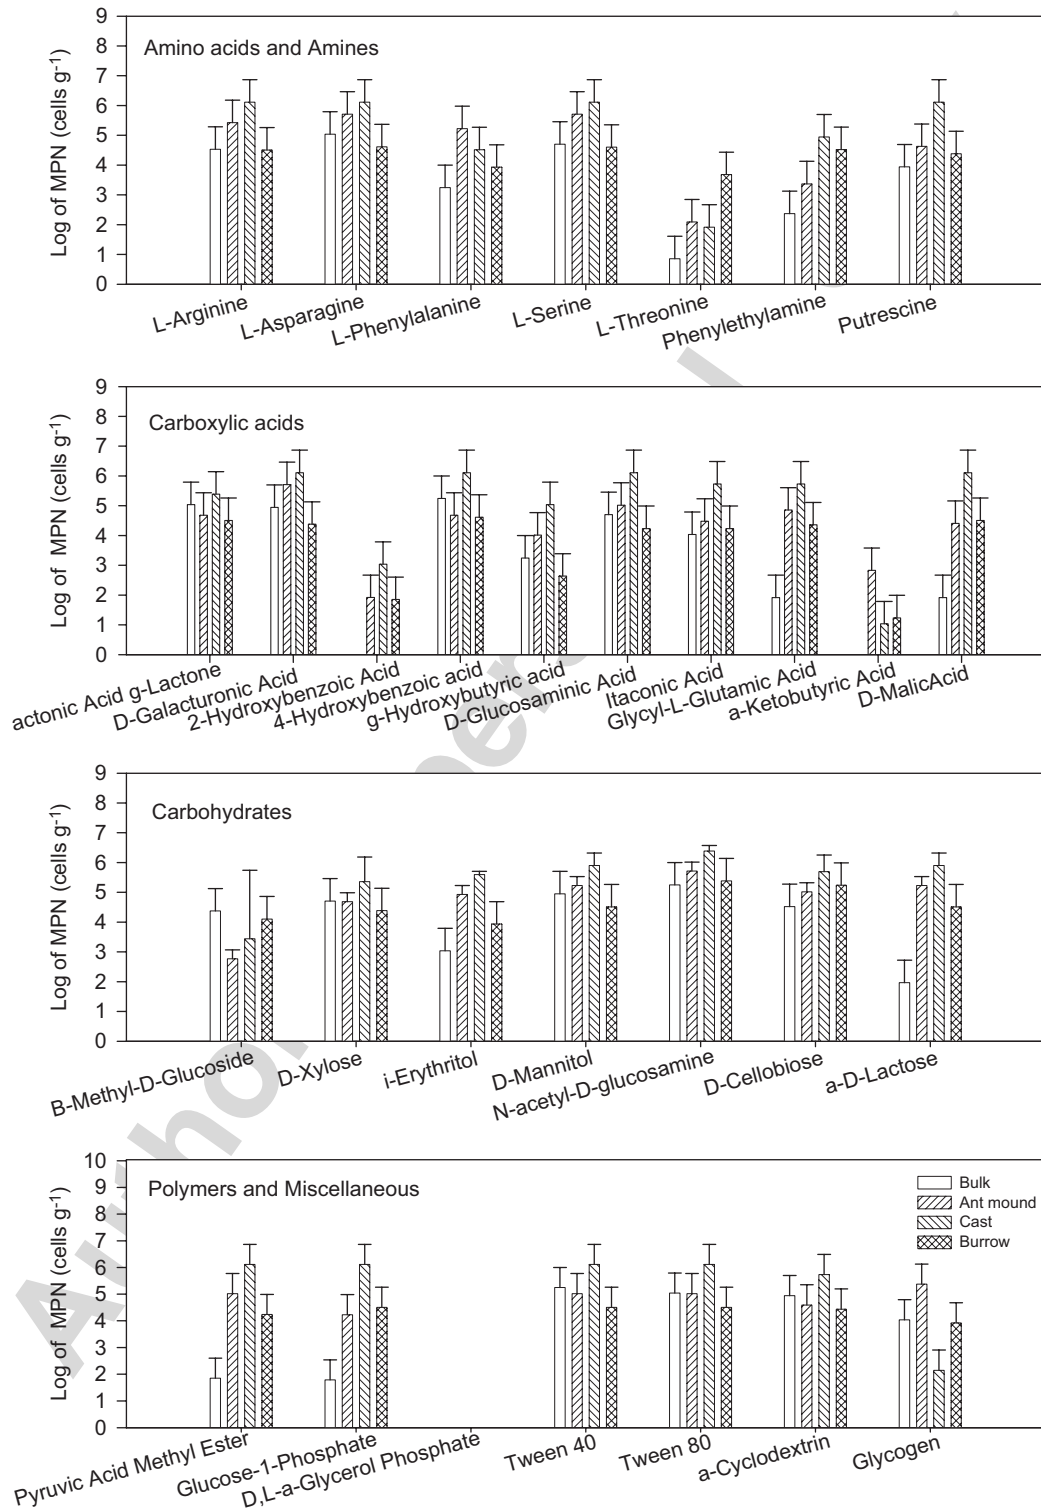 9
8
7
6
5
4
3
2
1
0
Log of MPN (cells g-1)
Amino acids and Amines
L-Arginine
L-Asparagine
L-Phenylalanine
L-Serine
L-Threonine
Phenylethylamine
Putrescine
9
8
7
6
5
4
3
2
1
0
Log of MPN (cells g-1)
Carboxylic acids
actonic Acid g-Lactone
D-Galacturonic Acid
2-Hydroxybenzoic Acid
4-Hydroxybenzoic acid
g-Hydroxybutyric acid
D-Glucosaminic Acid
Itaconic Acid
Glycyl-L-Glutamic Acid
a-Ketobutyric Acid
D-MalicAcid
9
8
7
6
5
4
3
2
1
0
Log of MPN (cells g-1)
Carbohydrates
B-Methyl-D-Glucoside
D-Xylose
i-Erythritol
D-Mannitol
N-acetyl-D-glucosamine
D-Cellobiose
a-D-Lactose
10
9
8
7
6
5
4
3
2
1
0
Log of MPN (cells g-1)
Polymers and Miscellaneous
Bulk
Ant mound
Cast
Burrow
Pyruvic Acid Methyl Ester
Glucose-1-Phosphate
D,L-a-Glycerol Phosphate
Tween 40
Tween 80
a-Cyclodextrin
Glycogen